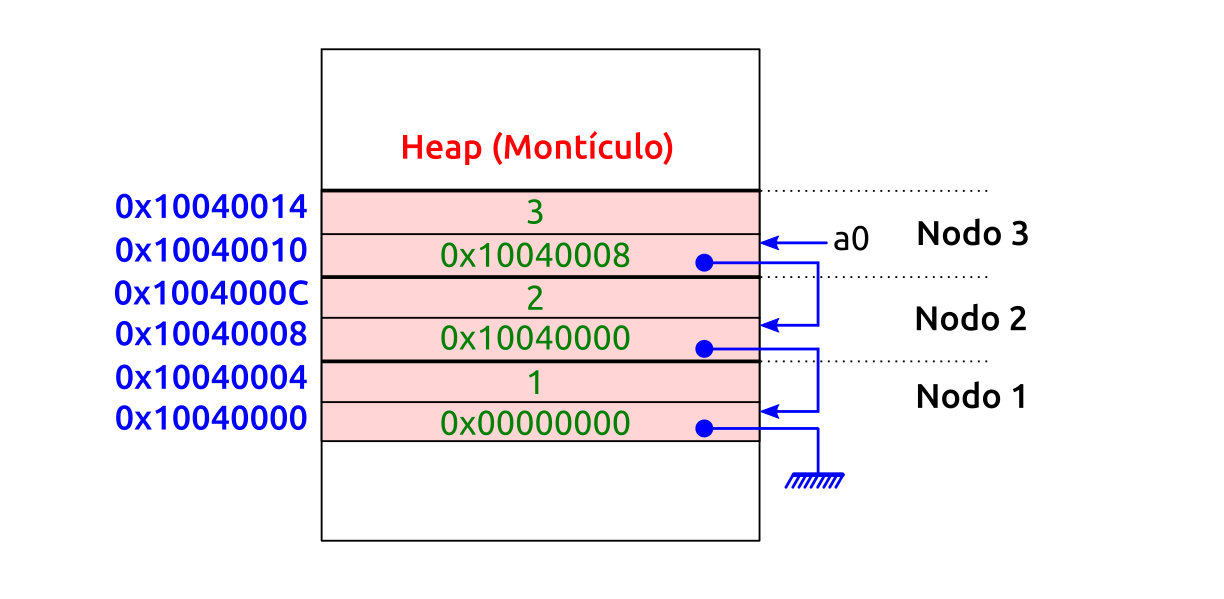 Heap (Montículo)
0x10040014 3
0x10040010 0x10040008 a0 Nodo 3
0x1004000C 2
0x10040008 0x10040000 Nodo 2
0x10040004 1
0x10040000 0x00000000 Nodo 1